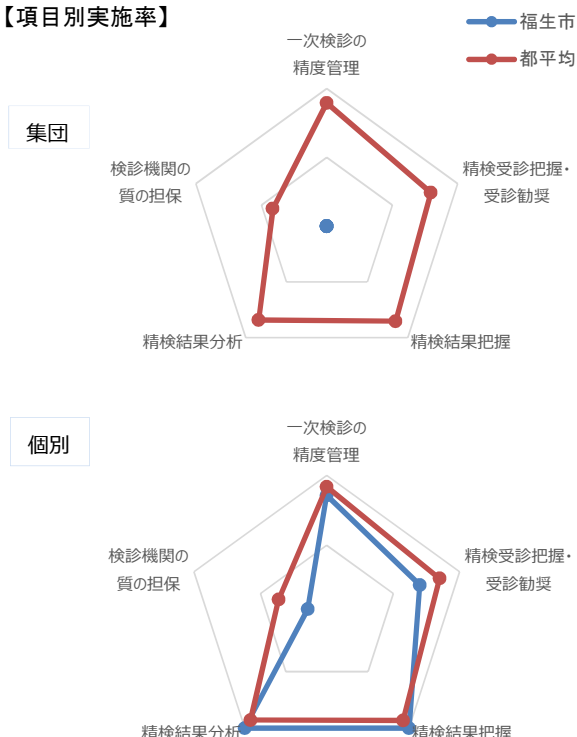 【項目別実施率】
福生市
都平均
集団
一次検診の
精度管理
精検受診把握・
受診勧奨
精検結果把握
精検結果分析
検診機関の
質の担保
個別
一次検診の
精度管理
精検受診把握・
受診勧奨
精検結果把握
精検結果分析
検診機関の
質の担保